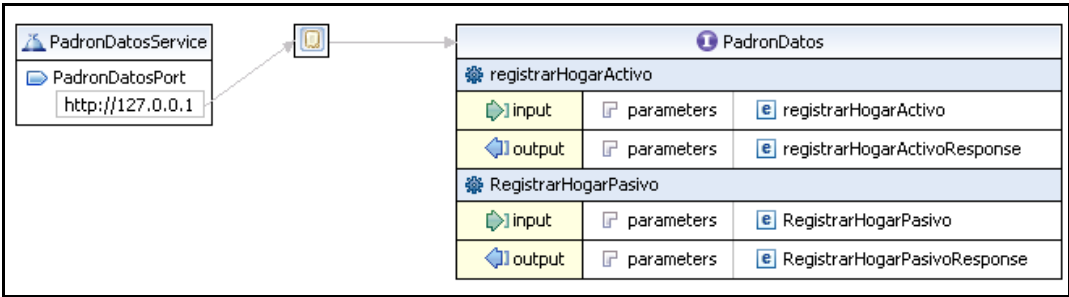 PadronDatosService
PadronDatosPort
http://127.0.0.1
PadronDatos
registrarHogarActivo
input parameters registrarHogarActivo
output parameters registrarHogarActivoResponse
RegistrarHogarPasivo
input parameters RegistrarHogarPasivo
output parameters RegistrarHogarPasivoResponse